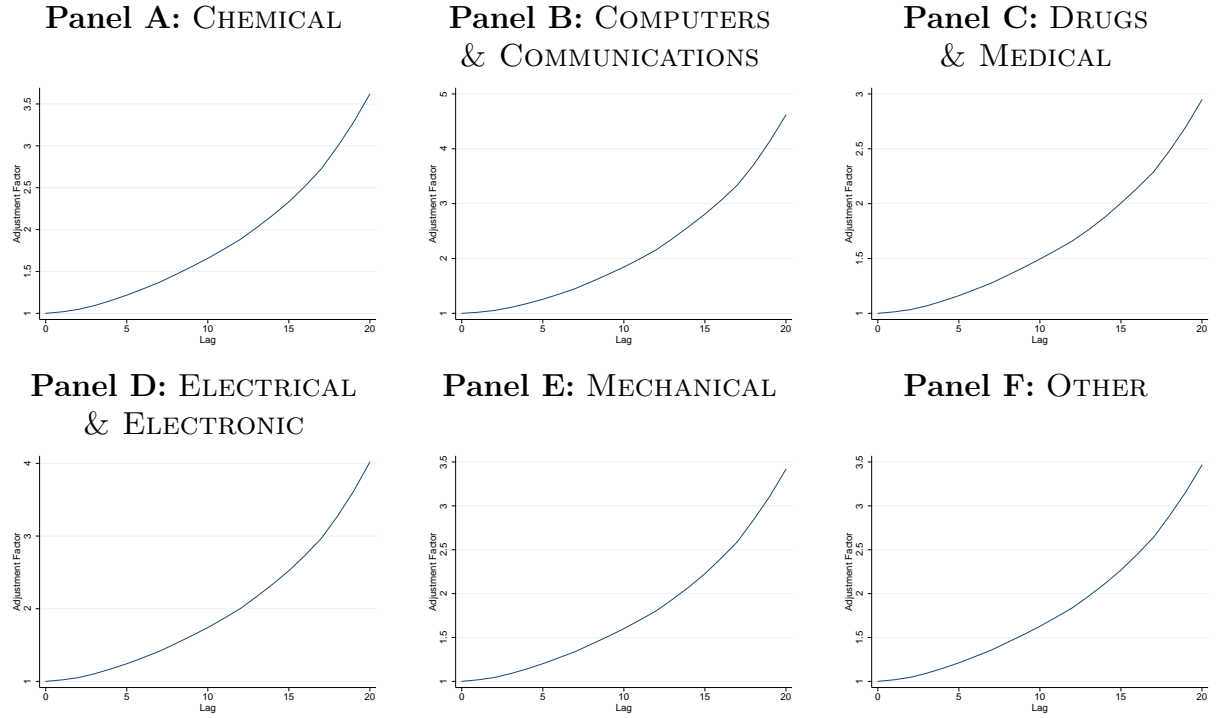 Panel A: CHEMICAL
Panel B: COMPUTERS
& COMMUNICATIONS
Panel C: DRUGS
& MEDICAL
Adjustment Factor
1 1.5 2 2.5 3 3.5
0 5 10 15 20
Lag
Adjustment Factor
1 2 3 4 5
0 5 10 15 20
Lag
Adjustment Factor
1 1.5 2 2.5 3
0 5 10 15 20
Lag
Panel D: ELECTRICAL
& ELECTRONIC
Panel E: MECHANICAL
Panel F: OTHER
Adjustment Factor
1 2 3 4
0 5 10 15 20
Lag
Adjustment Factor
1 1.5 2 2.5 3 3.5
0 5 10 15 20
Lag
Adjustment Factor
1 1.5 2 2.5 3 3.5
0 5 10 15 20
Lag